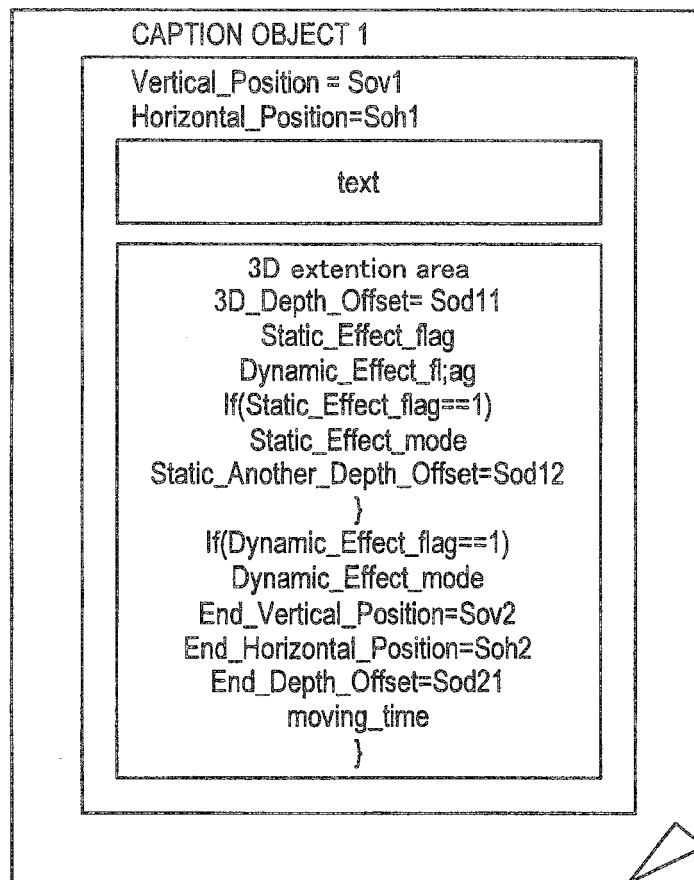 CAPTION OBJECT 1
Vertical_Position = Sov1
Horizontal_Position=Soh1
text
3D extention area
3D_Depth_Offset= Sod11
Static_Effect_flag
Dynamic_Effect_fl;ag
If(Static_Effect_flag==1)
Static_Effect_mode
Static_Another_Depth_Offset=Sod12
}
If(Dynamic_Effect_flag==1)
Dynamic_Effect_mode
End_Vertical_Position=Sov2
End_Horizontal_Position=Soh2
End_Depth_Offset=Sod21
moving_time
}